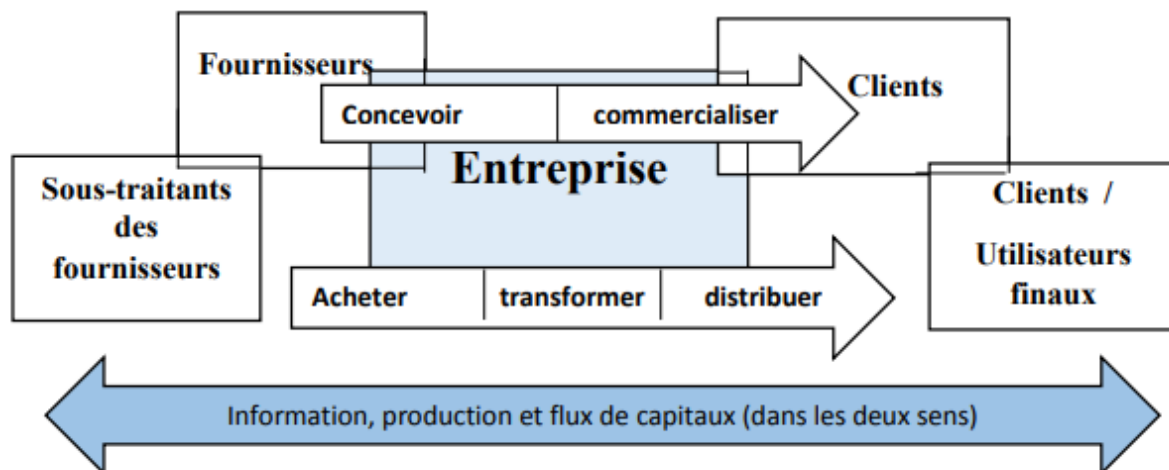 Fournisseurs
Clients
Concevoir
commercialiser
Entreprise
Sous-traitants
des
fournisseurs
Clients /
Utilisateurs
finaux
Acheter
transformer
distribuer
Information, production et flux de capitaux (dans les deux sens)